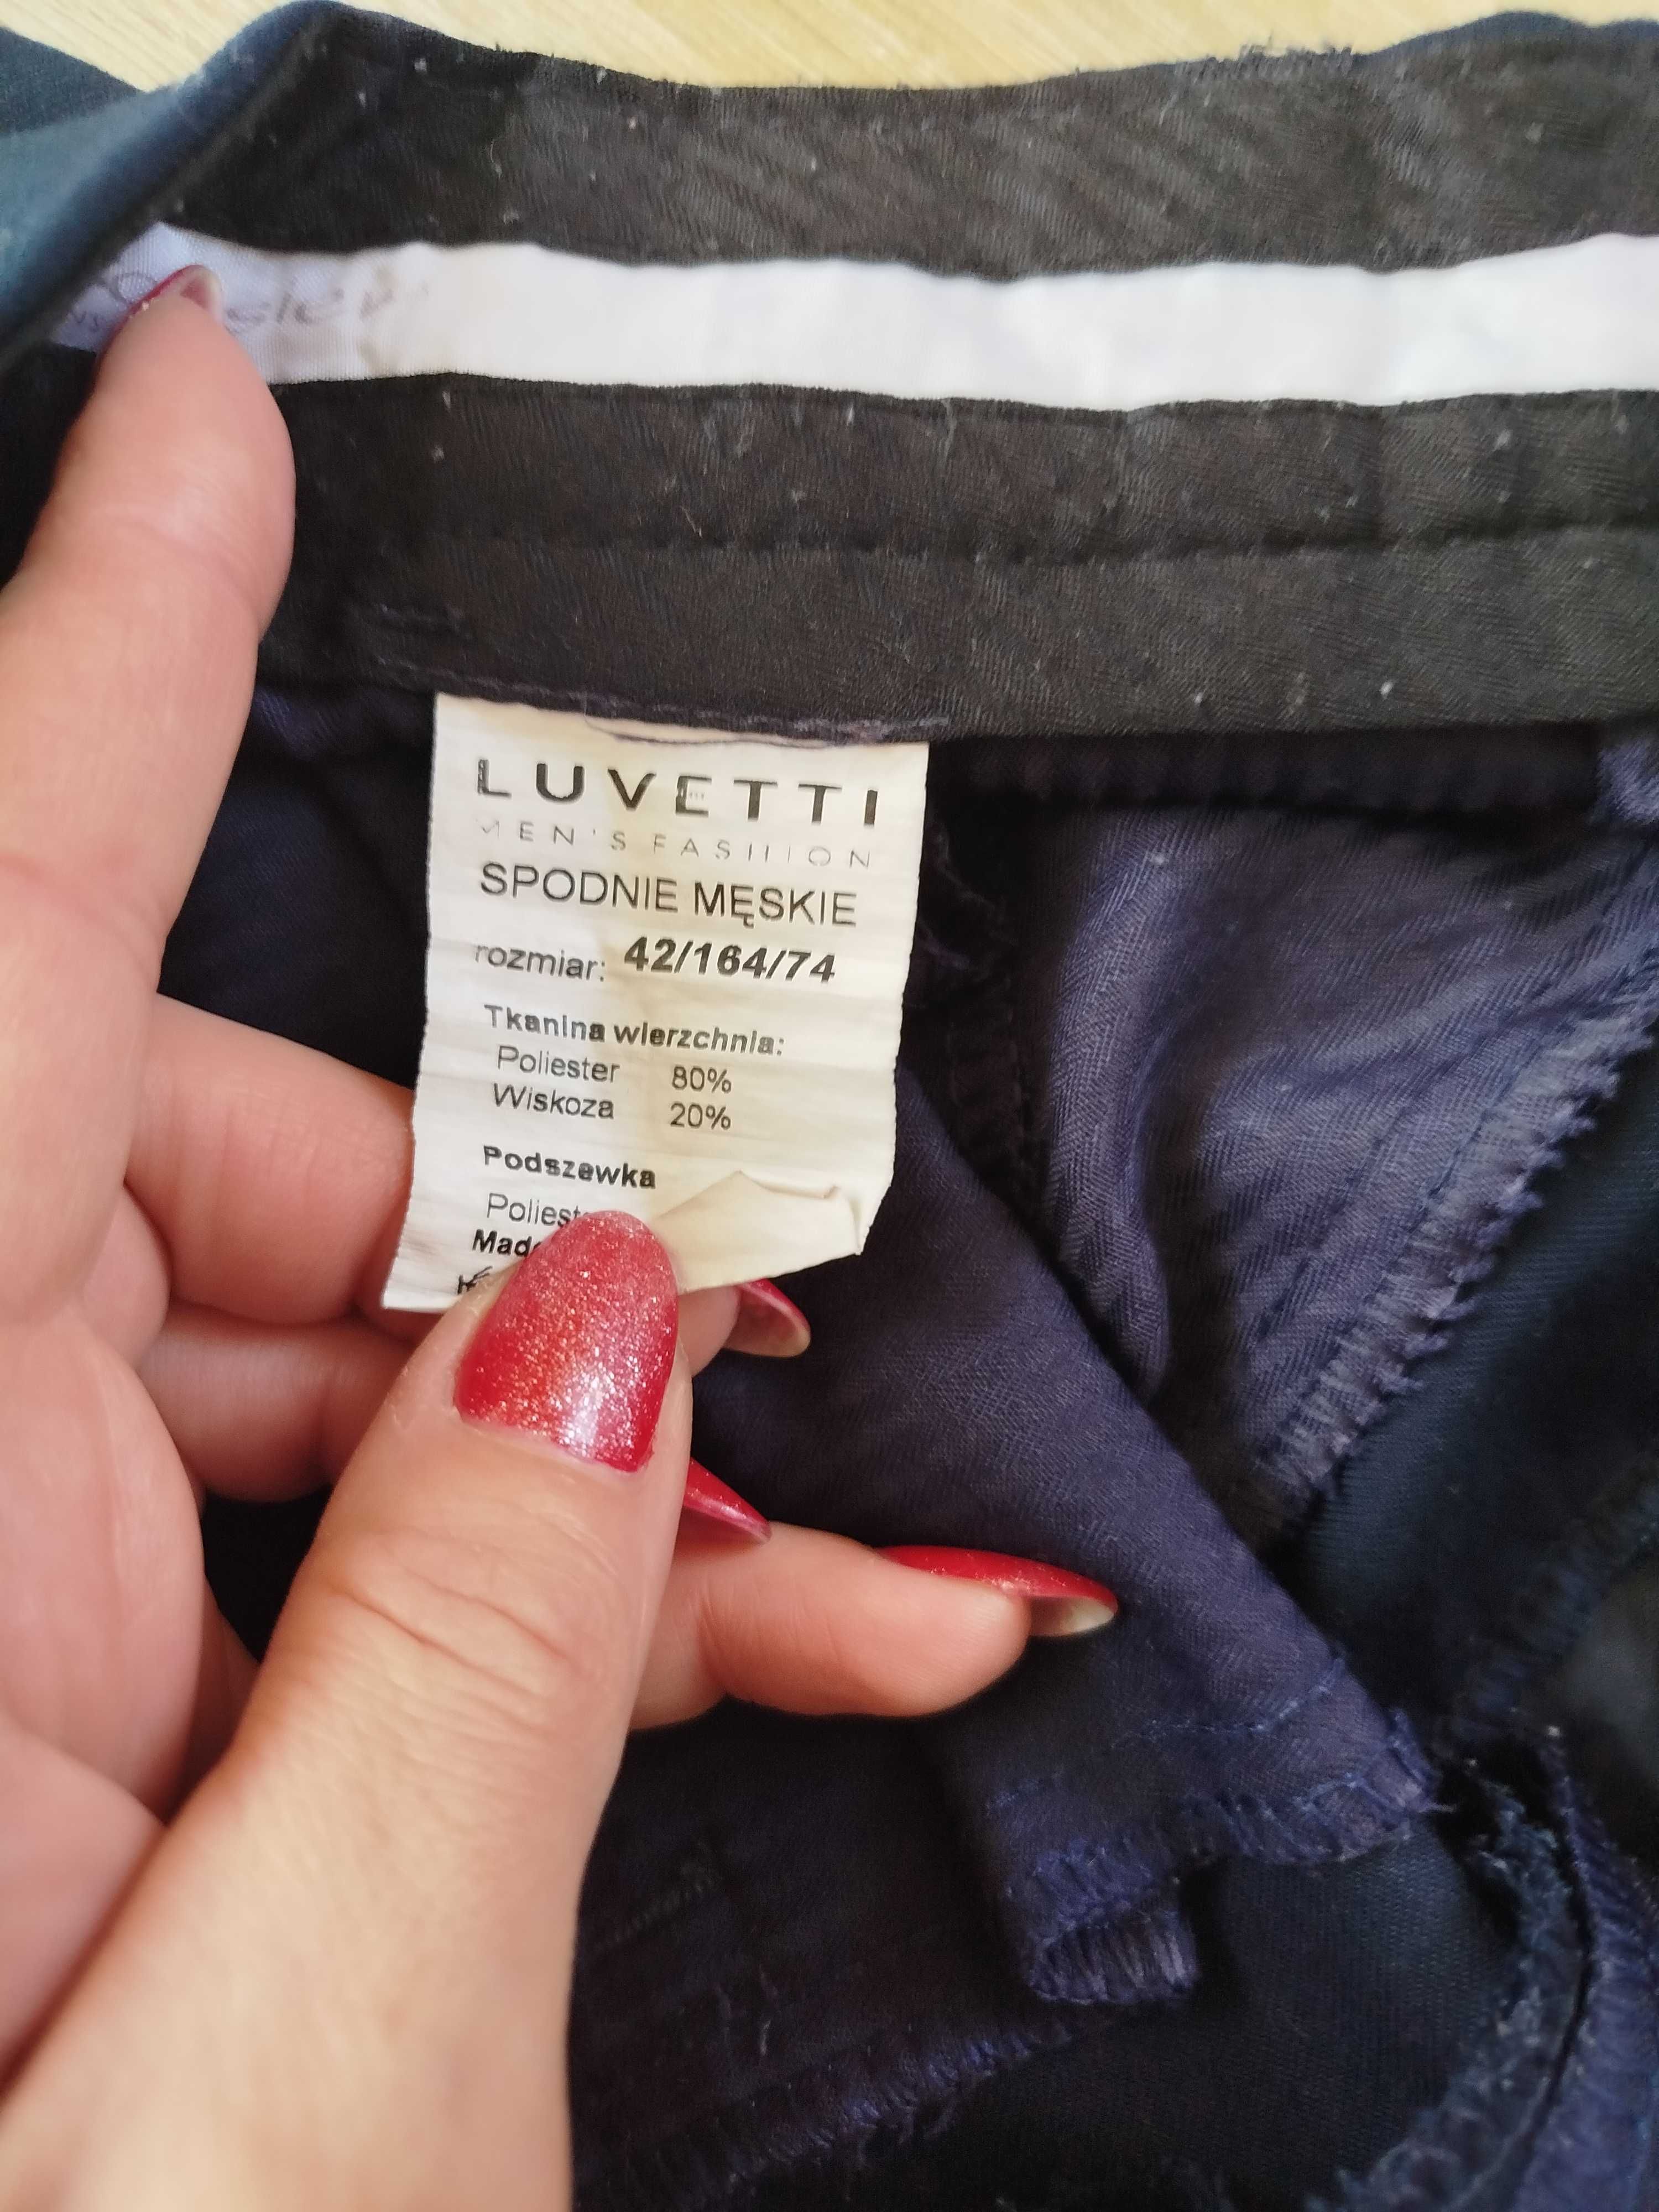 LUVETTI
MEN'S FASHION
SPODNIE MĘSKIE
rozmiar: 42/164/74
Tkanina wierzchnia:
Poliester 80%
Wiskoza 20%
Podszewka